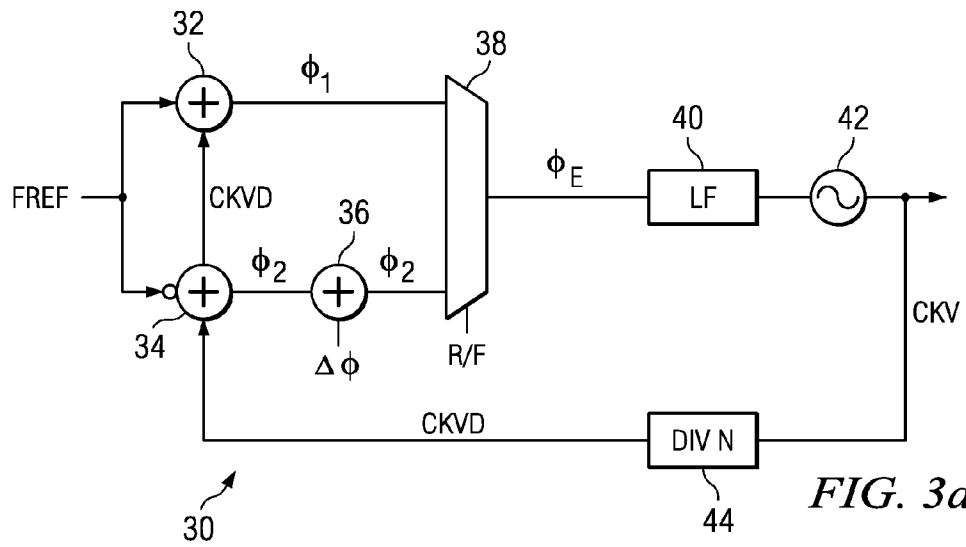 32
ϕ1
38
40
42
FREF
CKVD
ϕE
LF
36
ϕ2
ϕ2
34
Δϕ
R/F
CKV
CKVD
DIV N
30
44
FIG. 3a